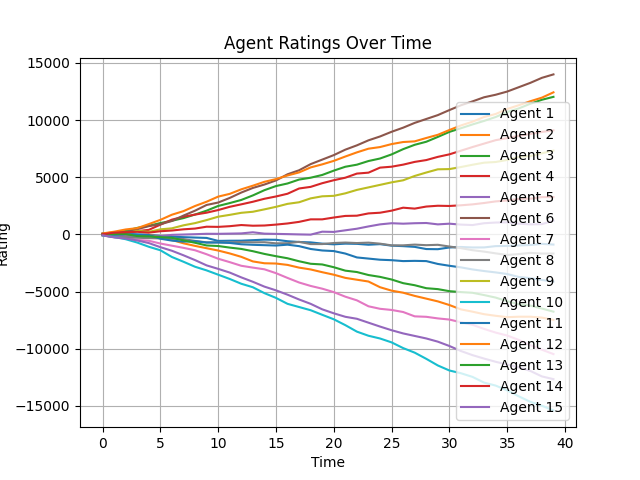 Agent Ratings Over Time
15000
10000
5000
0
−5000
−10000
−15000
Rating
0 5 10 15 20 25 30 35 40
Time
Agent 1
Agent 2
Agent 3
Agent 4
Agent 5
Agent 6
Agent 7
Agent 8
Agent 9
Agent 10
Agent 11
Agent 12
Agent 13
Agent 14
Agent 15